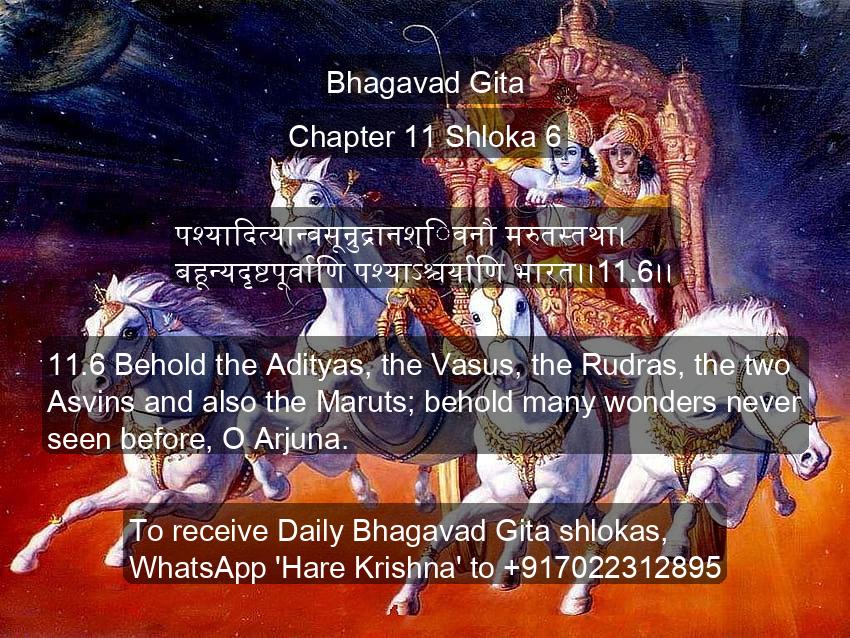 Bhagavad Gita
Chapter 11 Shloka 6
पश्यादित्यान्वसून्रुद्रानश्िवनौ मरुतस्तथा।
बहून्यदृष्टपूर्वाणि पश्याऽश्चर्याणि भारत।।11.6।।
11.6 Behold the Adityas, the Vasus, the Rudras, the two
Asvins and also the Maruts; behold many wonders never
seen before, O Arjuna.
To receive Daily Bhagavad Gita shlokas,
WhatsApp 'Hare Krishna' to +917022312895